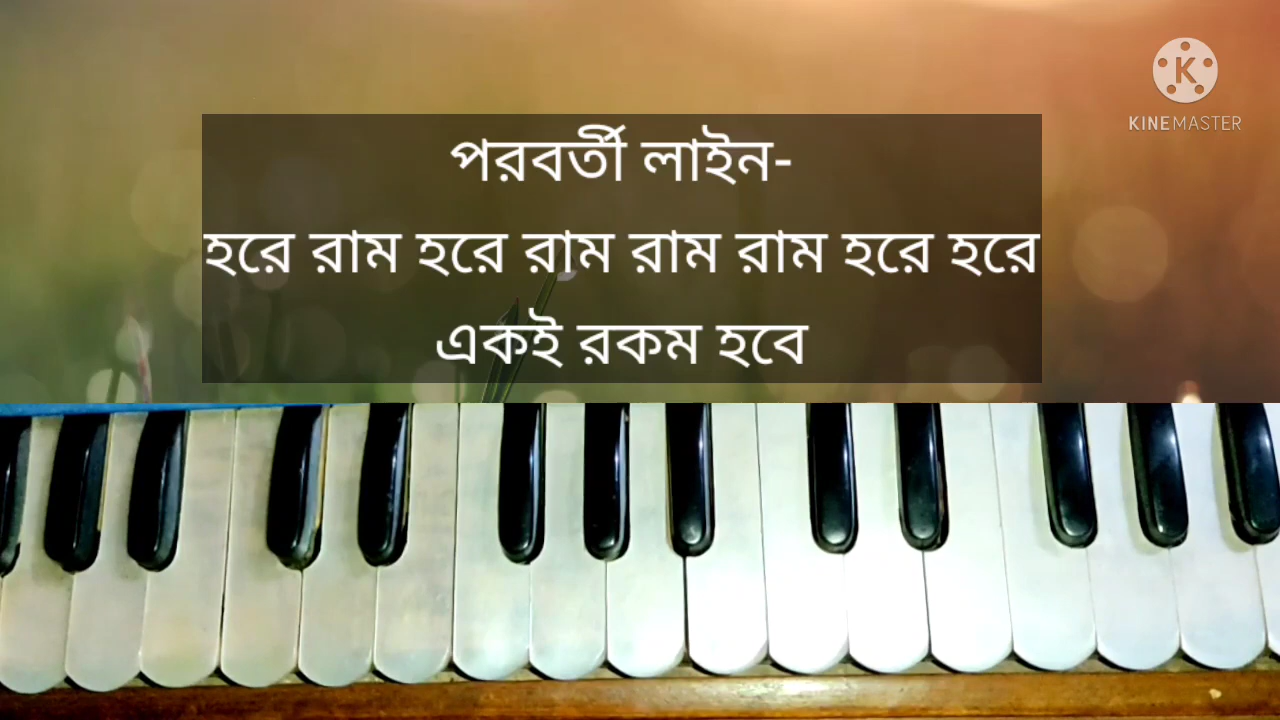 পরবর্তী লাইন-
হরে রাম হরে রাম রাম রাম হরে হরে
একই রকম হবে
K
KINEMASTER